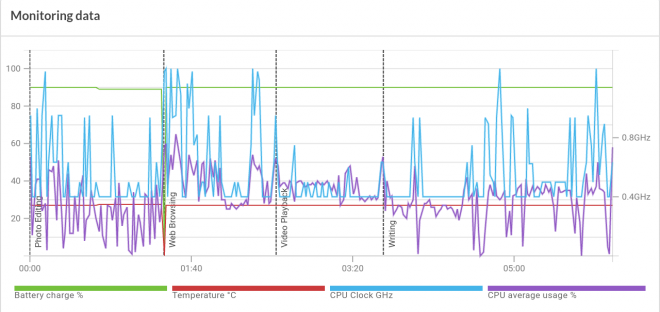 Monitoring data
100
80
60
40
20
0.8GHz
0.4GHz
Photo Editing
Web Browsing
Video Playback
Writing
00:00
01:40
03:20
05:00
Battery charge %
Temperature °C
CPU Clock GHz
CPU average usage %